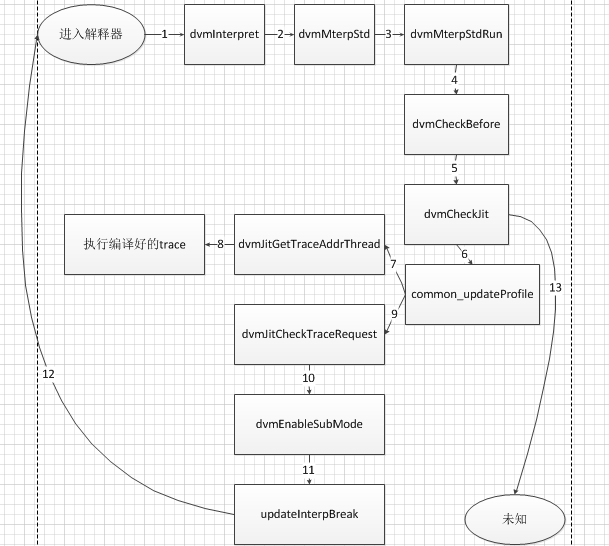 进入解释器
1
dvmInterpret
2
dvmMterpStd
3
dvmMterpStdRun
4
dvmCheckBefore
5
dvmCheckJit
6
13
common_updateProfile
7
dvmJitGetTraceAddrThread
8
执行编译好的trace
9
dvmJitCheckTraceRequest
10
dvmEnableSubMode
11
updateInterpBreak
12
未知